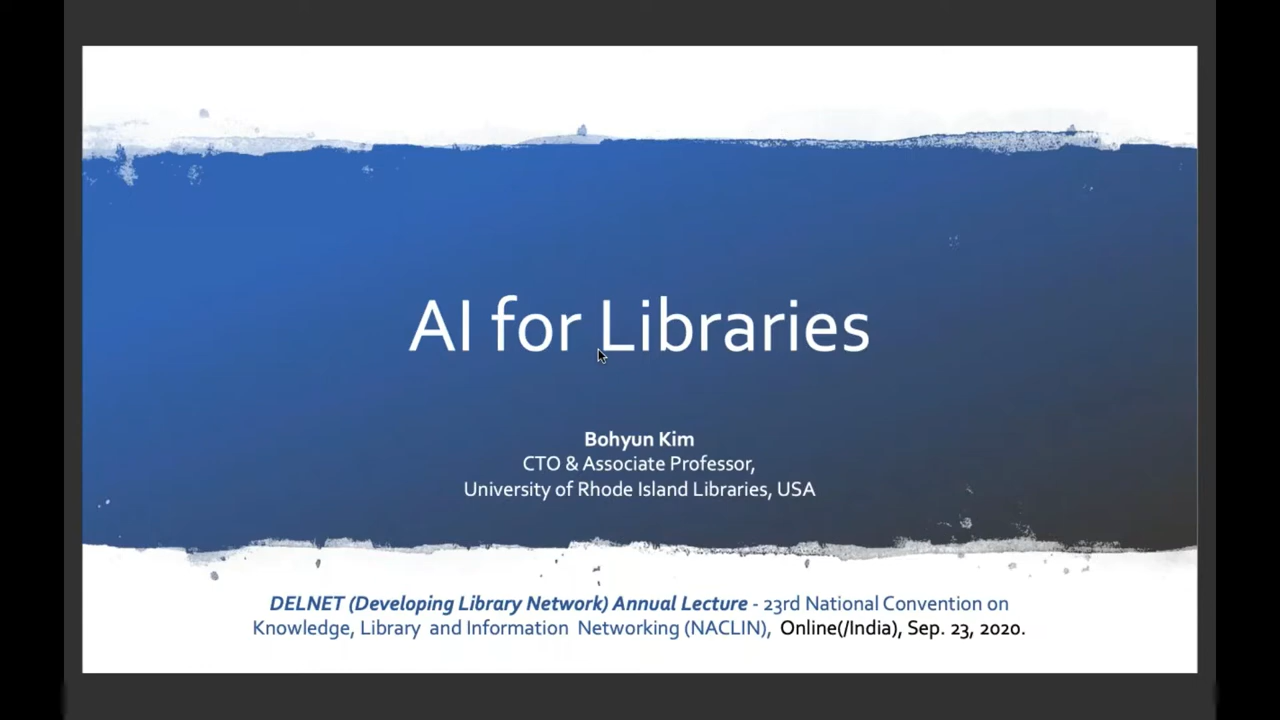 AI for Libraries
Bohyun Kim
CTO & Associate Professor,
University of Rhode Island Libraries, USA
DELNET (Developing Library Network) Annual Lecture - 23rd National Convention on
Knowledge, Library and Information Networking (NACLIN), Online(/India), Sep. 23, 2020.